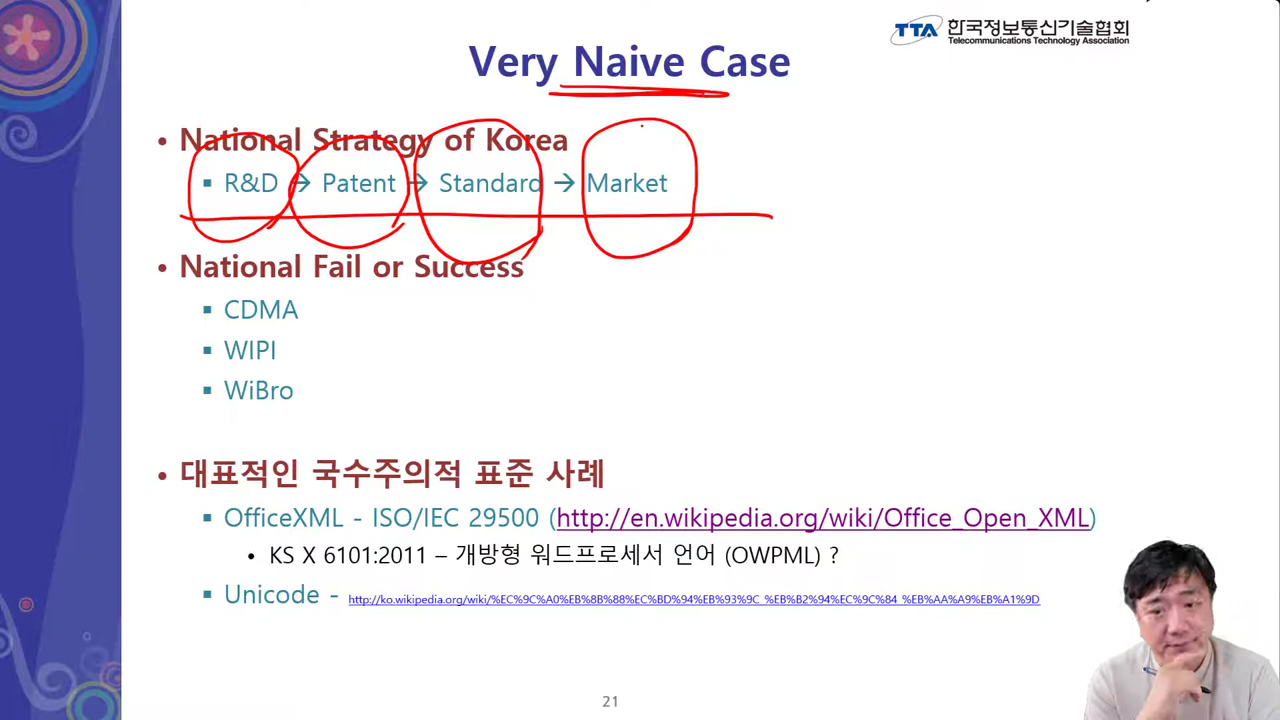 TTA 한국정보통신기술협회
Telecommunications Technology Association
Very Naive Case
• National Strategy of Korea
▪ R&D → Patent → Standard → Market
• National Fail or Success
▪ CDMA
▪ WIPI
▪ WiBro
• 대표적인 국수주의적 표준 사례
▪ OfficeXML - ISO/IEC 29500 (http://en.wikipedia.org/wiki/Office_Open_XML)
• KS X 6101:2011 – 개방형 워드프로세서 언어 (OWPML) ?
▪ Unicode - http://ko.wikipedia.org/wiki/%EC%9C%A0%EB%8B%88%EC%BD%94%EB%93%9C_%EB%B2%94%EC%9C%84_%EB%AA%A9%EB%A1%9D
21